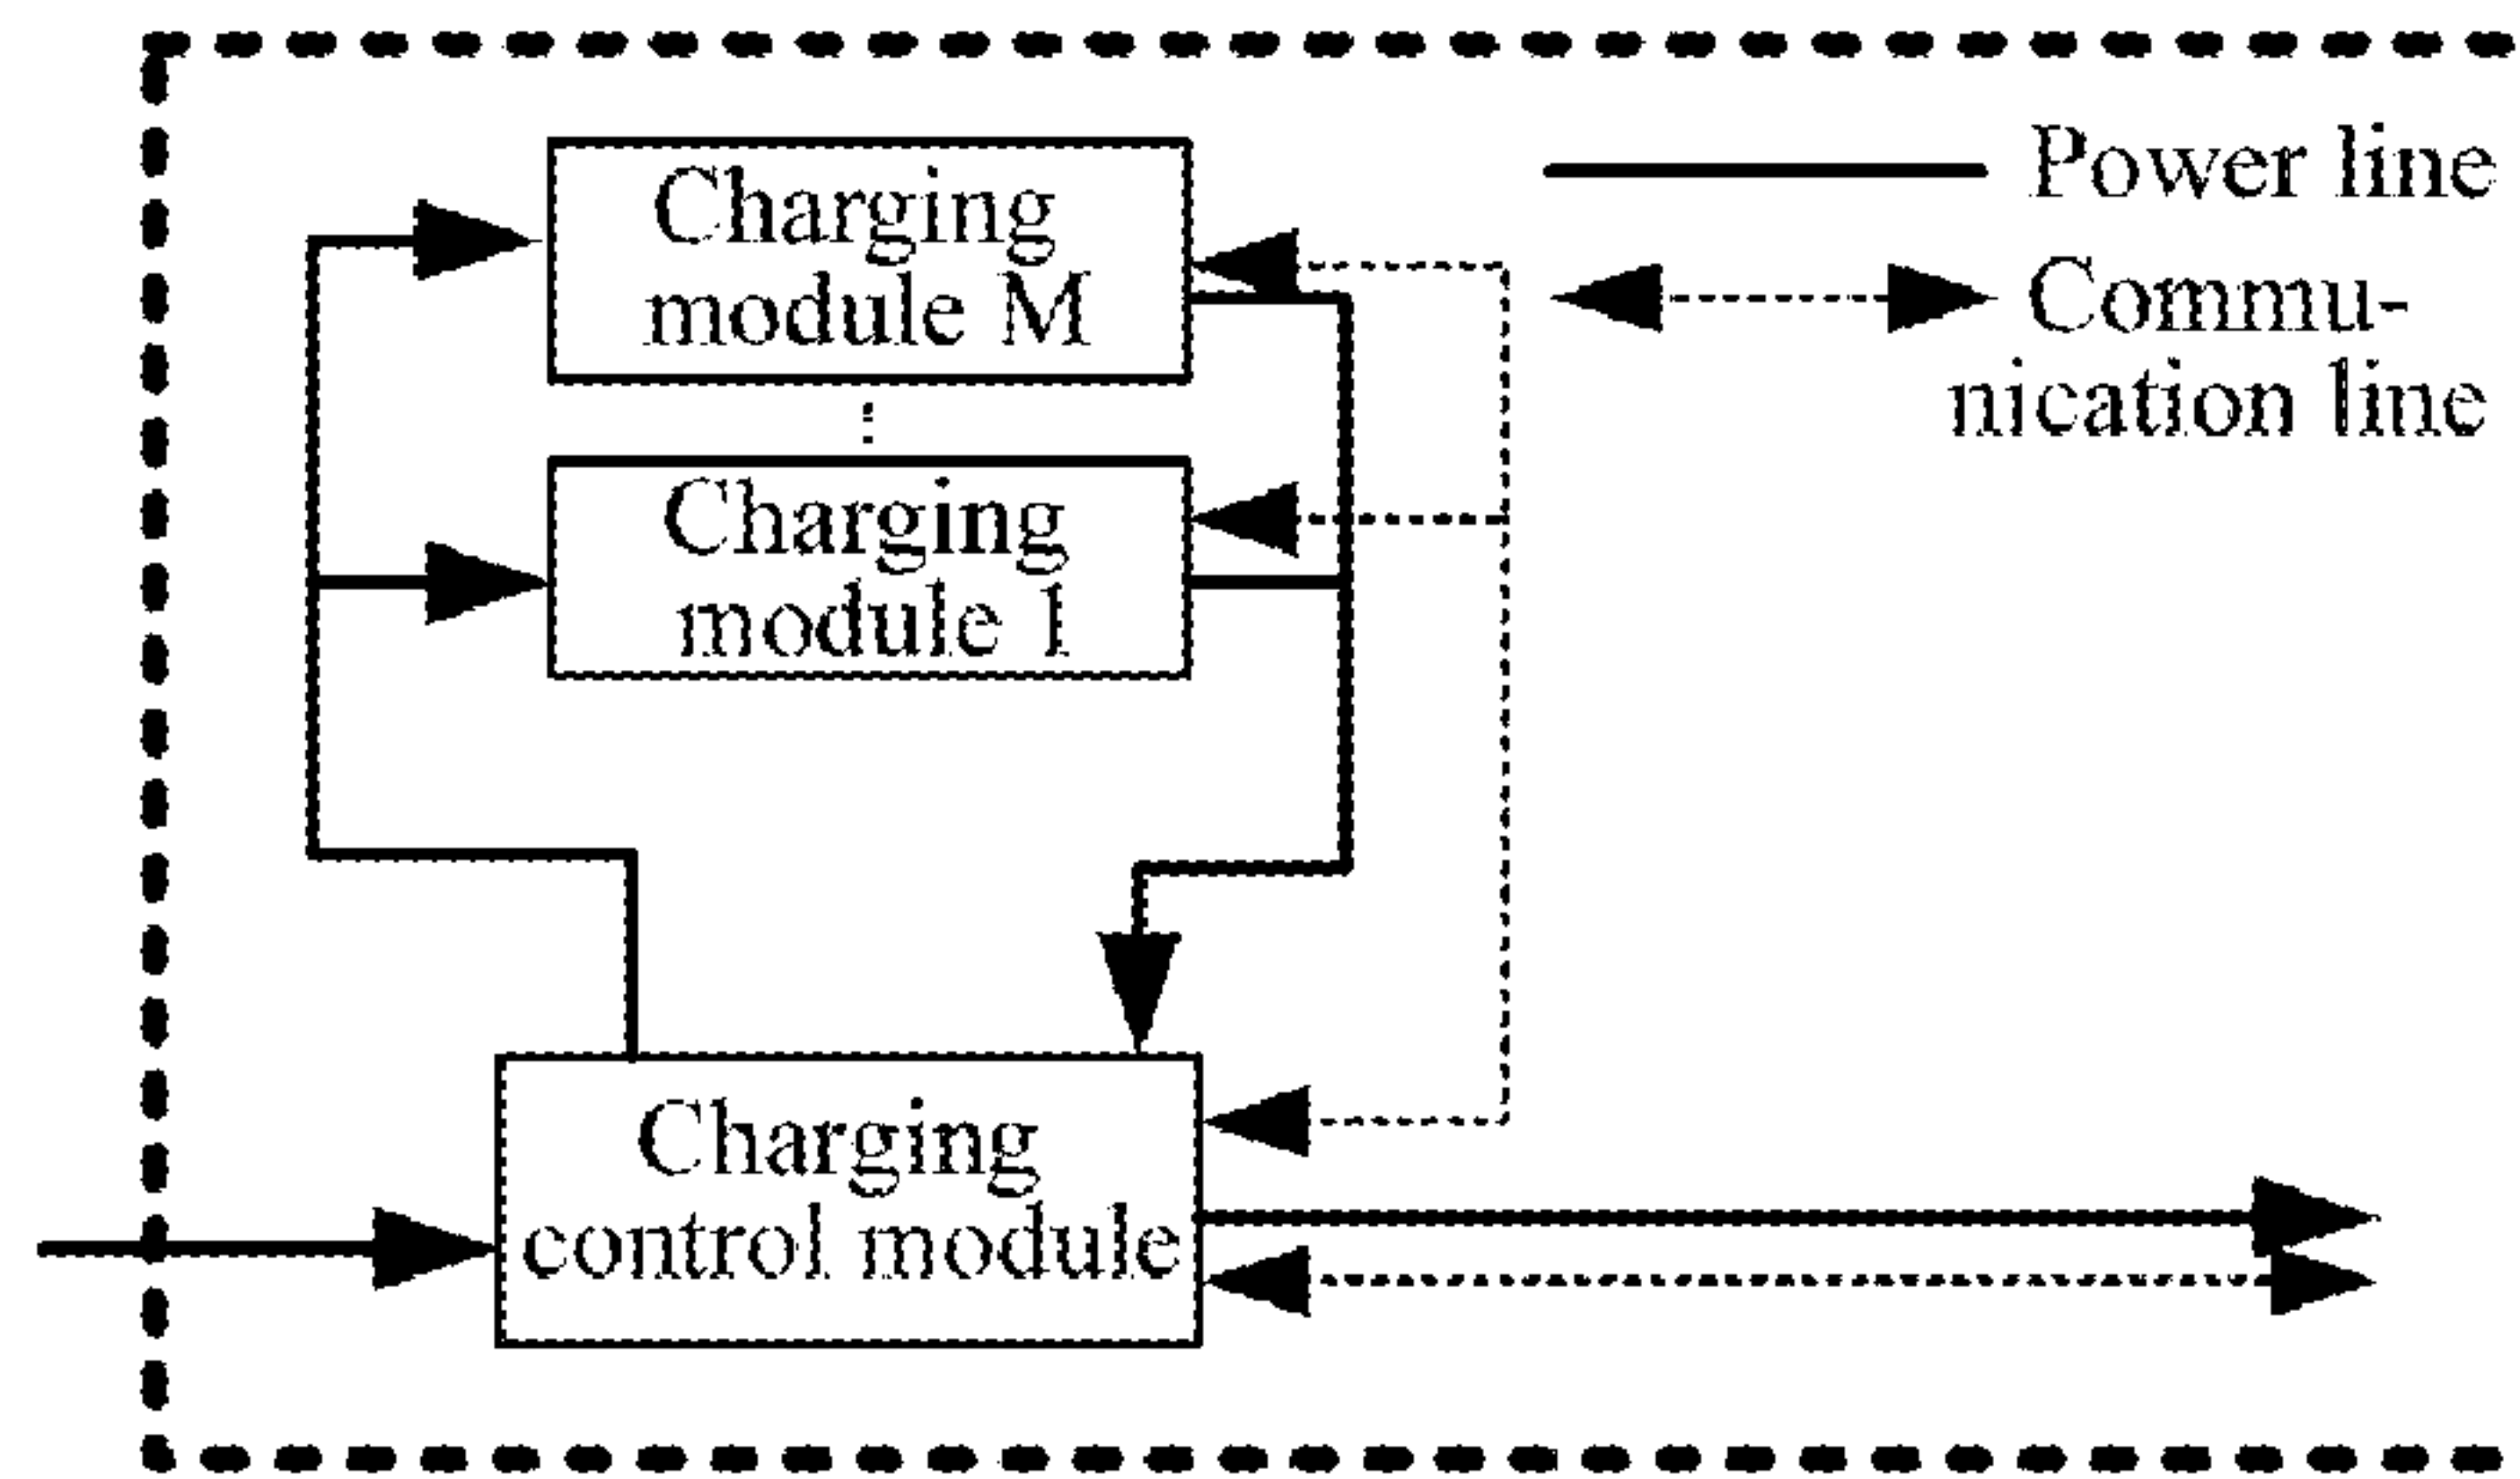 Charging
module M
Power line
Commu-
nication line
Charging
module 1
Charging
control module